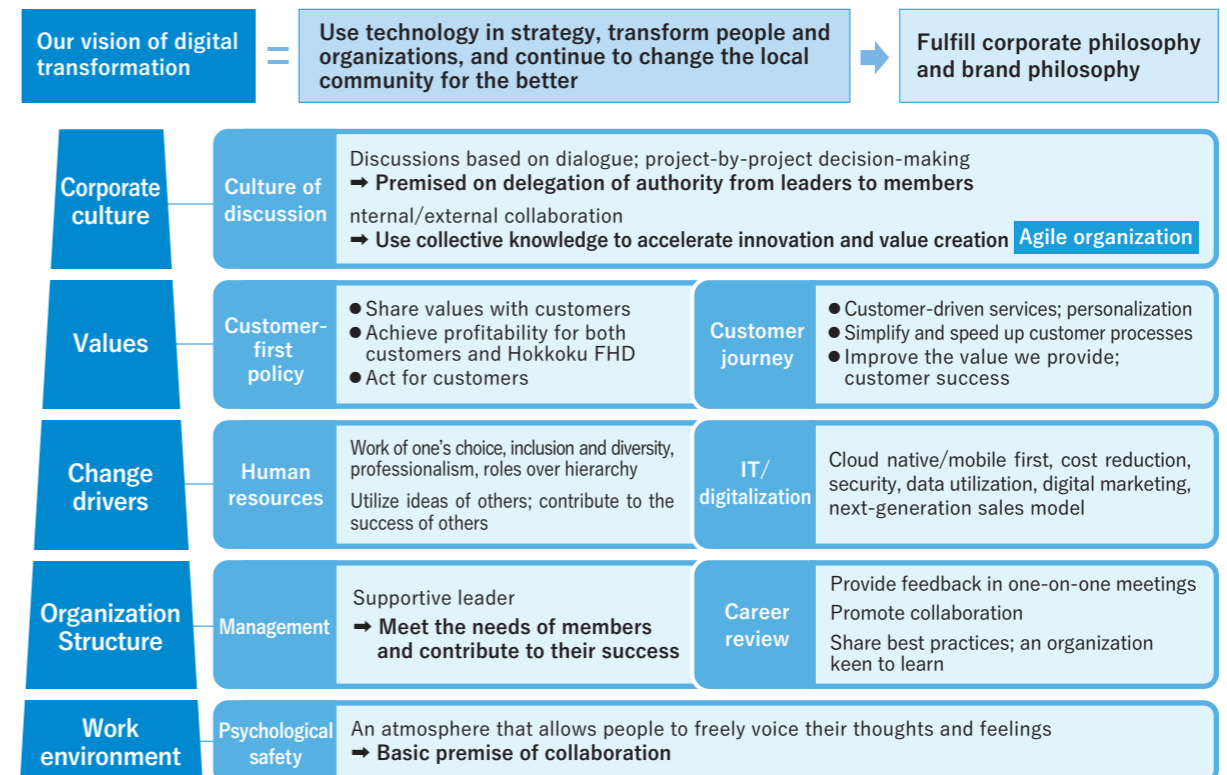 Our vision of digital
transformation
=
Use technology in strategy, transform people and
organizations, and continue to change the local
community for the better
Fulfill corporate philosophy
and brand philosophy
Corporate
culture
Culture of
discussion
Discussions based on dialogue; project-by-project decision-making
➡ Premised on delegation of authority from leaders to members
nternal/external collaboration
➡ Use collective knowledge to accelerate innovation and value creation
Agile organization
Values
Customer-
first
policy
● Share values with customers
● Achieve profitability for both
customers and Hokkoku FHD
● Act for customers
Customer
journey
● Customer-driven services; personalization
● Simplify and speed up customer processes
● Improve the value we provide;
customer success
Change
drivers
Human
resources
Work of one's choice, inclusion and diversity,
professionalism, roles over hierarchy
Utilize ideas of others; contribute to the
success of others
IT/
digitalization
Cloud native/mobile first, cost reduction,
security, data utilization, digital marketing,
next-generation sales model
Organization
Structure
Management
Supportive leader
➡ Meet the needs of members
and contribute to their success
Career
review
Provide feedback in one-on-one meetings
Promote collaboration
Share best practices; an organization
keen to learn
Work
environment
Psychological
safety
An atmosphere that allows people to freely voice their thoughts and feelings
➡ Basic premise of collaboration